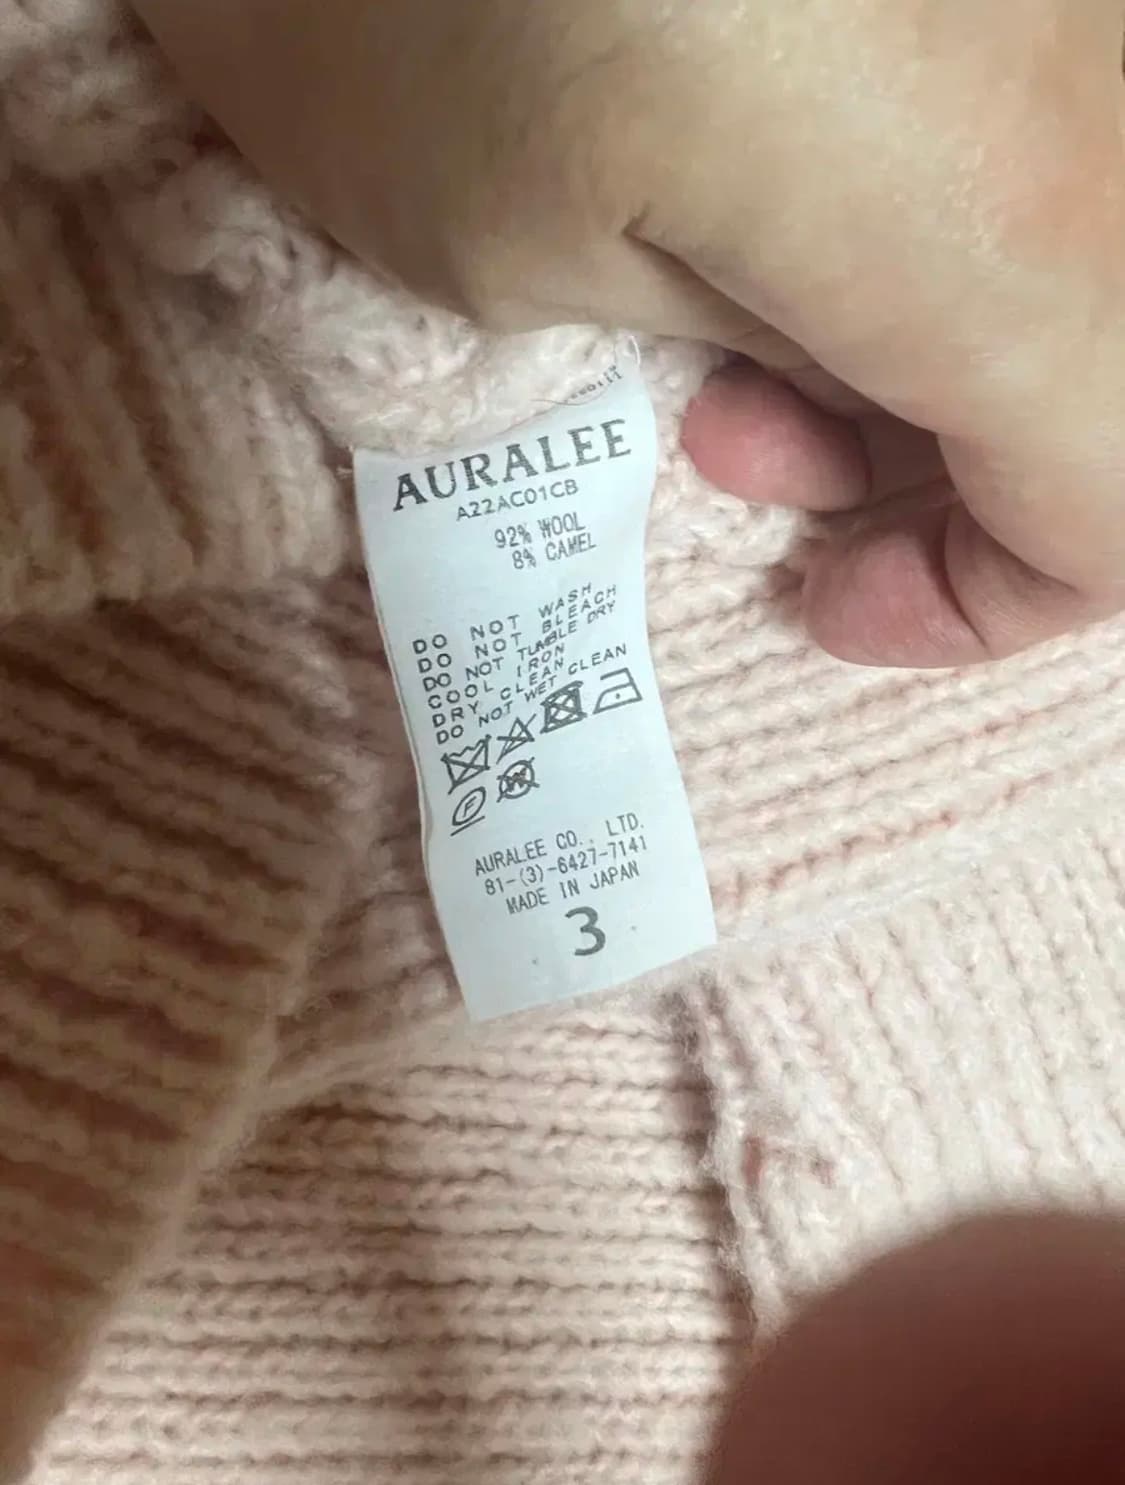 AURALEE
A22AC01CB
92% WOOL
8% CAMEL
DO NOT WASH
DO NOT BLEACH
DO NOT TUMBLE DRY
COOL IRON
DRY CLEAN
DO NOT WET CLEAN
F
W
AURALEE CO., LTD.
81-(3)-6427-7141
MADE IN JAPAN
3